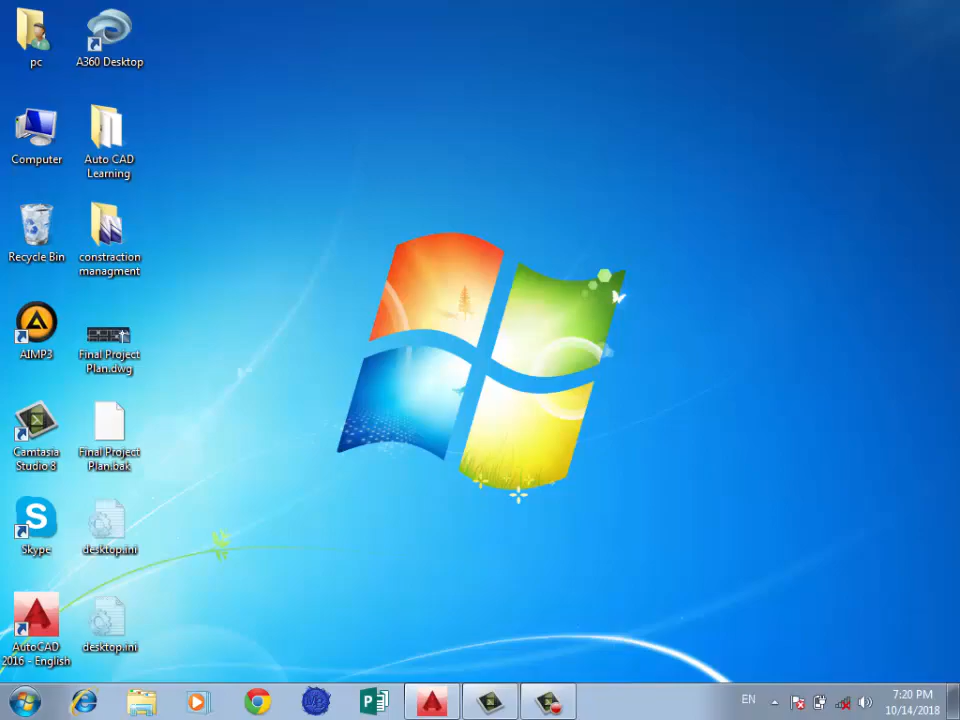 pc
A360 Desktop
Computer
Auto CAD
Learning
Recycle Bin
constraction
managment
AIMP3
Final Project
Plan.dwg
Camtasia
Studio 8
Final Project
Plan.bak
S
Skype
desktop.ini
AutoCAD
2016 - English
desktop.ini
P
EN
7:20 PM
10/14/2018